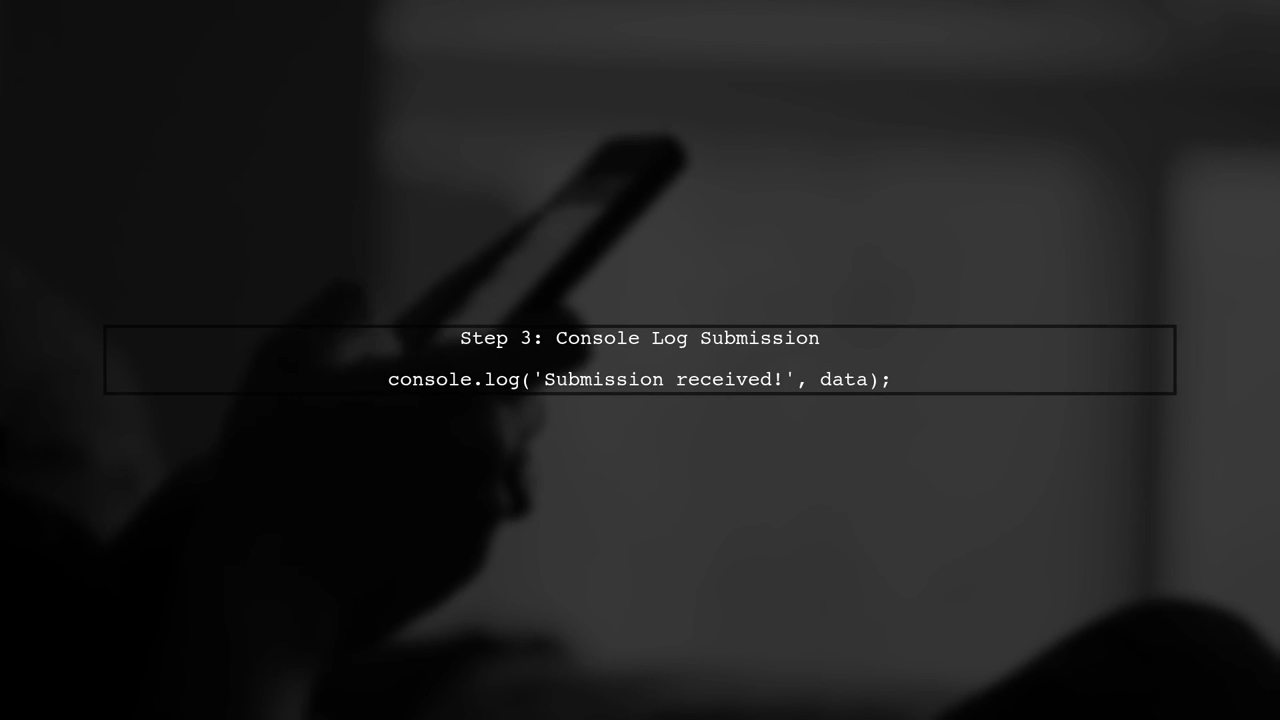 Step 3: Console Log Submission
console.log('Submission received!', data);